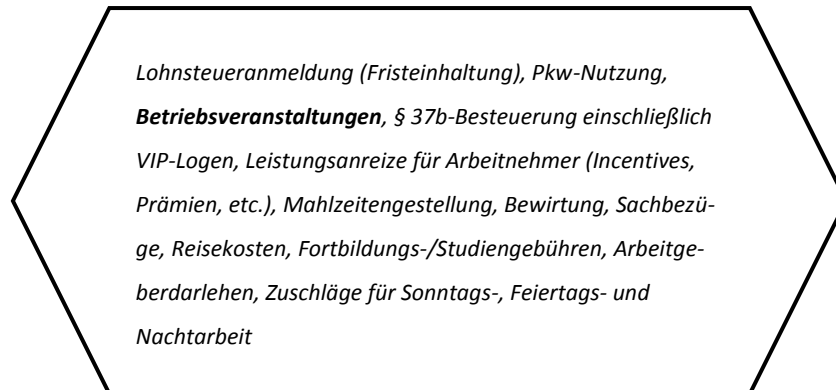 Lohnsteueranmeldung (Fristeinhaltung), Pkw-Nutzung,
Betriebsveranstaltungen, § 37b-Besteuerung einschließlich
VIP-Logen, Leistungsanreize für Arbeitnehmer (Incentives,
Prämien, etc.), Mahlzeitengestellung, Bewirtung, Sachbezü-
ge, Reisekosten, Fortbildungs-/Studiengebühren, Arbeitge-
berdarlehen, Zuschläge für Sonntags-, Feiertags- und
Nachtarbeit